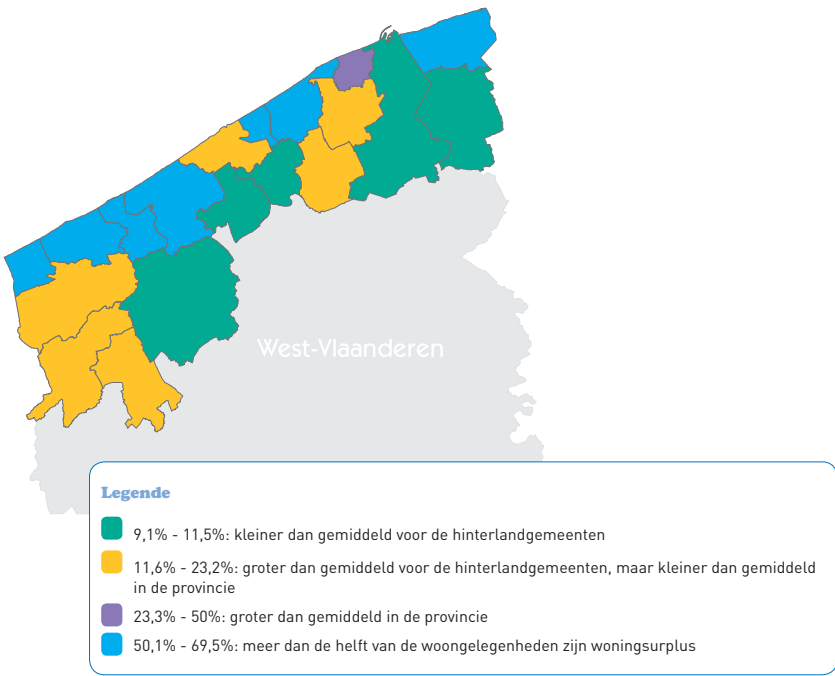 West-Vlaanderen
Legende
9,1% - 11,5%: kleiner dan gemiddeld voor de hinterlandgemeenten
11,6% - 23,2%: groter dan gemiddeld voor de hinterlandgemeenten, maar kleiner dan gemiddeld
in de provincie
23,3% - 50%: groter dan gemiddeld in de provincie
50,1% - 69,5%: meer dan de helft van de woongelegenheden zijn woningsurplus